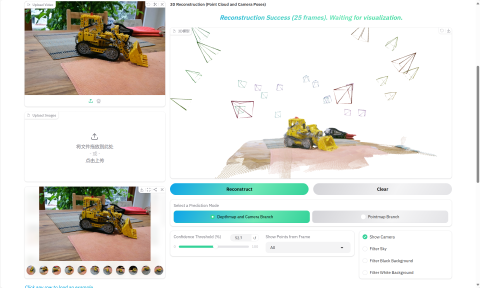 Upload Video
3D Reconstruction (Point Cloud and Camera Poses)
Reconstruction Success (25 frames). Waiting for visualization.
Upload Images
将文件拖放到此处
- 或 -
点击上传
Reconstruct
Clear
Select a Prediction Mode
Depthmap and Camera Branch
Pointmap Branch
Confidence Threshold (%)
Show Points from Frame
All
Show Camera
Filter Sky
Filter Black Background
Filter White Background
Click any row to load an example.